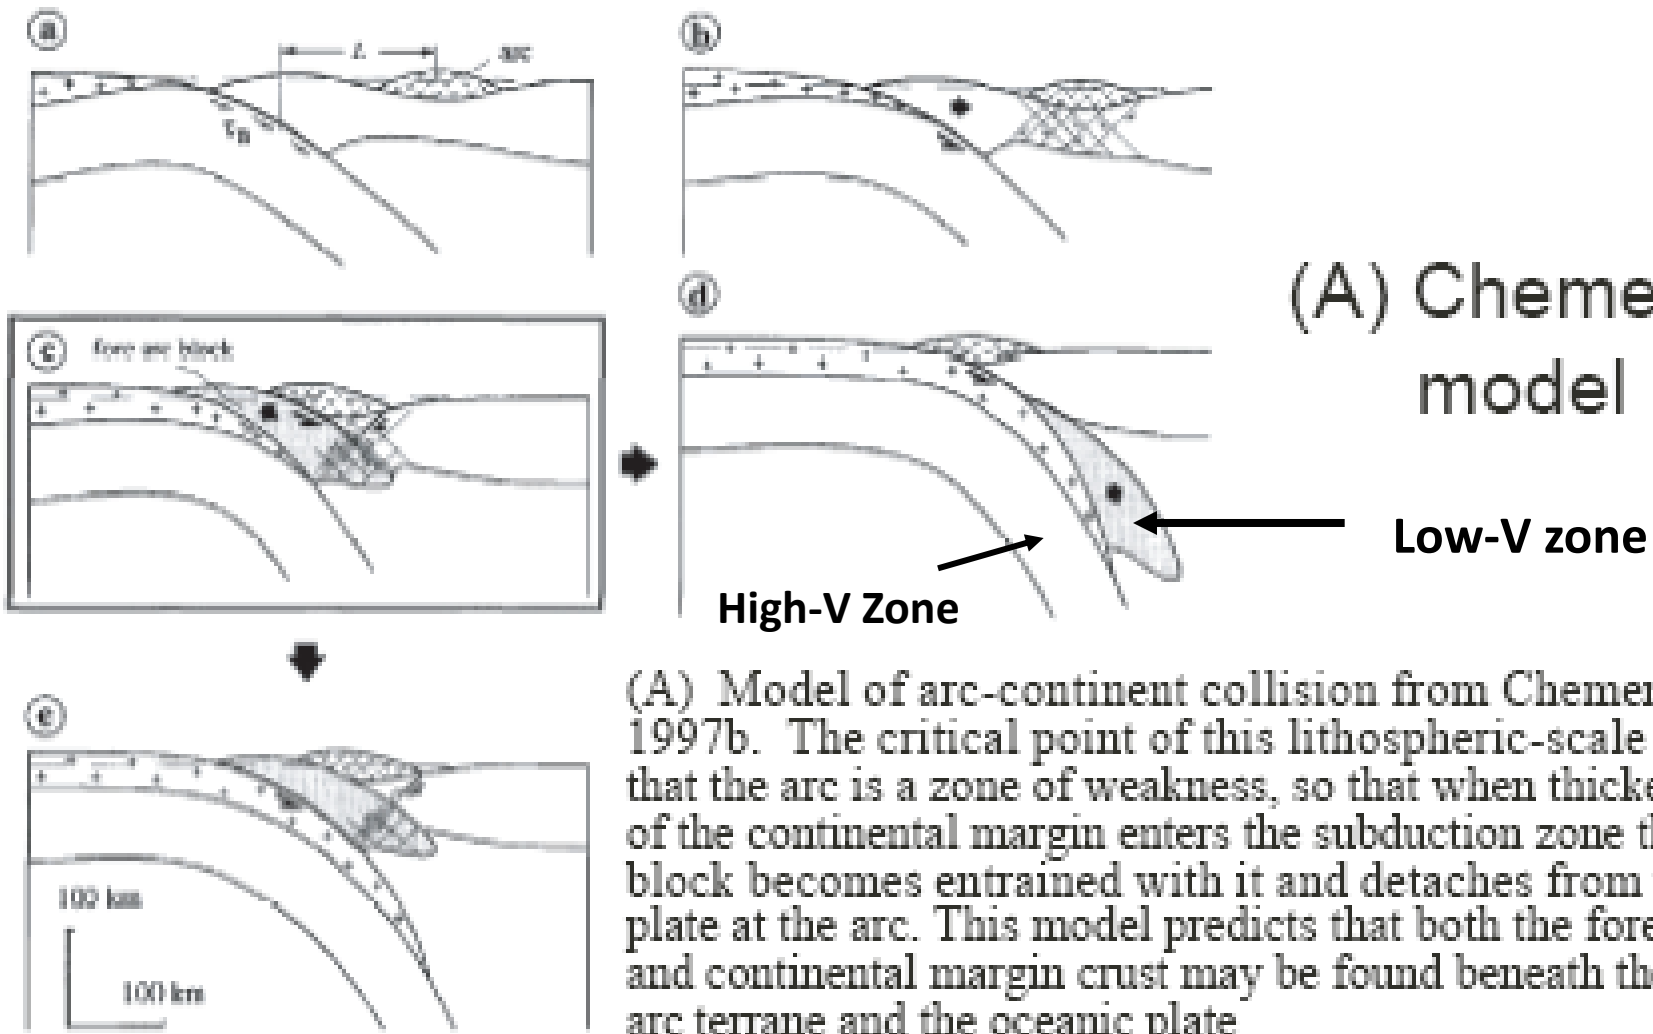 a
L
arc
τn
b
c fore arc block
d
(A) Cheme
model
Low-V zone
High-V Zone
e
100 km
100 km
(A) Model of arc-continent collision from Chemen
1997b. The critical point of this lithospheric-scale
that the arc is a zone of weakness, so that when thicke
of the continental margin enters the subduction zone th
block becomes entrained with it and detaches from
plate at the arc. This model predicts that both the fore
and continental margin crust may be found beneath the
arc terrane and the oceanic plate